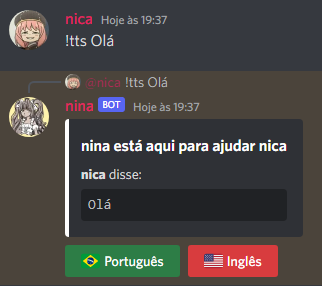 nica Hoje às 19:37
!tts Olá
@nica !tts Olá
nina BOT Hoje às 19:37
nina está aqui para ajudar nica
nica disse:
Olá
Português Inglês